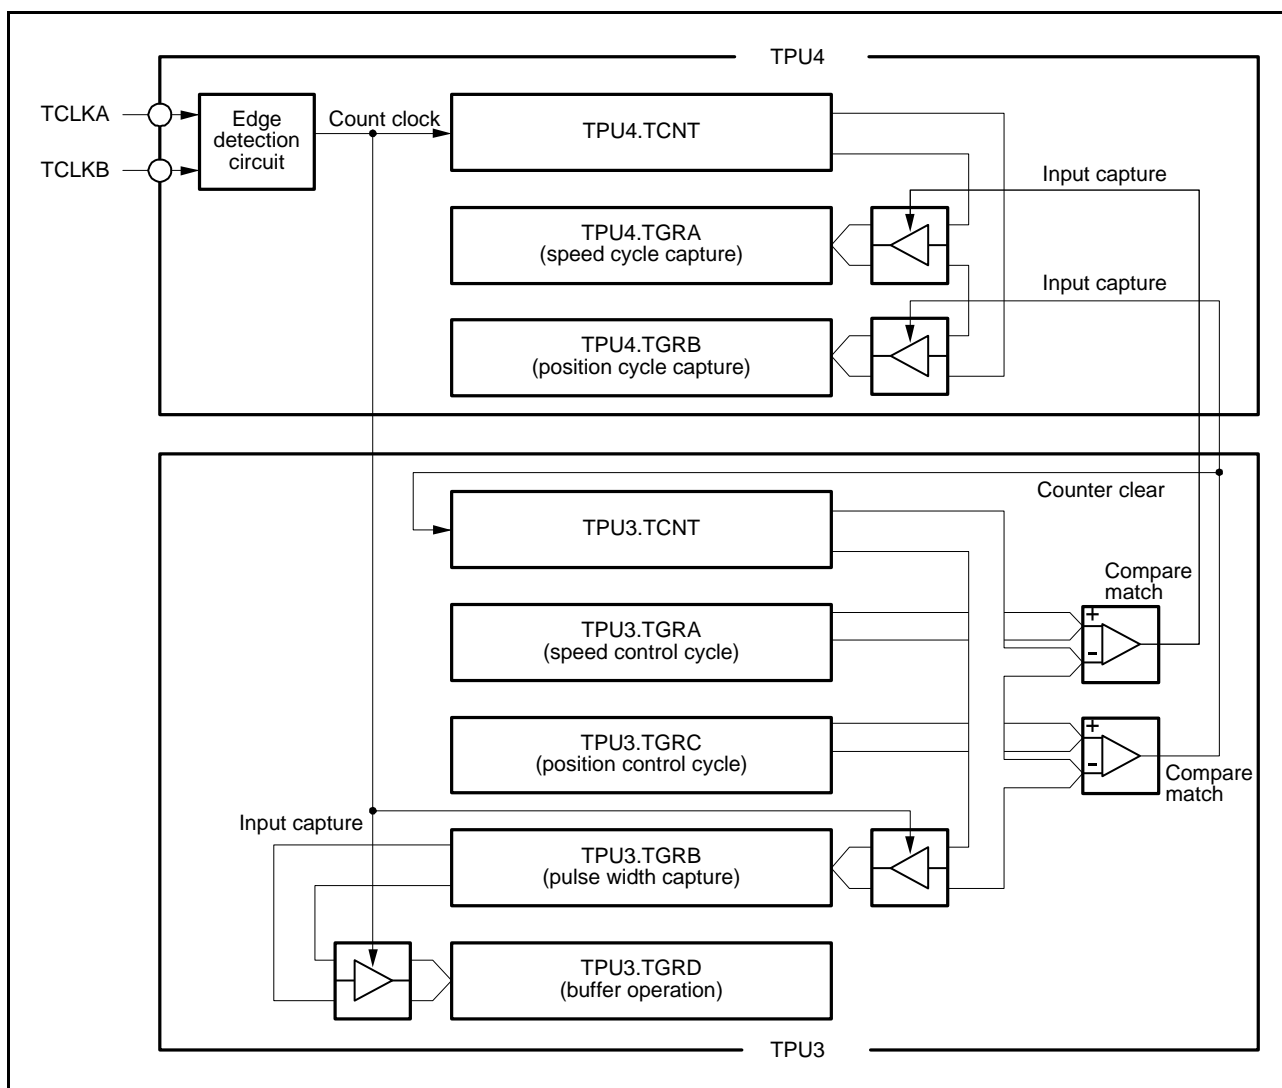 TPU4
TCLKA
TCLKB
Edge
detection
circuit
Count clock
TPU4.TCNT
Input capture
TPU4.TGRA
(speed cycle capture)
Input capture
TPU4.TGRB
(position cycle capture)
Counter clear
TPU3.TCNT
Compare
match
TPU3.TGRA
(speed control cycle)
+
-
TPU3.TGRC
(position control cycle)
+
-
Compare
match
Input capture
TPU3.TGRB
(pulse width capture)
TPU3.TGRD
(buffer operation)
TPU3